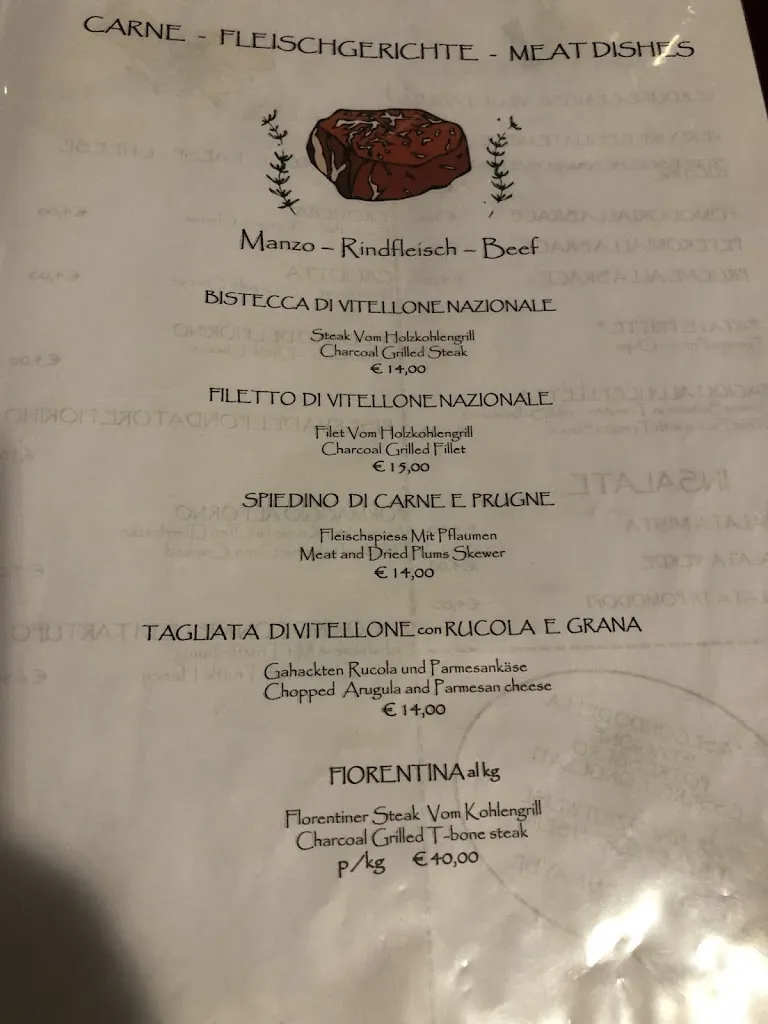 CARNE - FLEISCHGERICHTE - MEAT DISHES
Manzo – Rindfleisch – Beef
BISTECCA DI VITELLONE NAZIONALE
Steak Vom Holzkohlengrill
Charcoal Grilled Steak
€ 14,00
FILETTO DI VITELLONE NAZIONALE
Filet Vom Holzkohlengrill
Charcoal Grilled Fillet
€ 15,00
SPIEDINO DI CARNE E PRUGNE
Fleischspiess Mit Pflaumen
Meat and Dried Plums Skewer
€ 14,00
TAGLIATA DI VITELLONE con RUCOLA E GRANA
Gahackten Rucola und Parmesankäse
Chopped Arugula and Parmesan cheese
€ 14,00
FIORENTINA al kg
Florentiner Steak Vom Kohlengrill
Charcoal Grilled T-bone steak
p/kg € 40,00